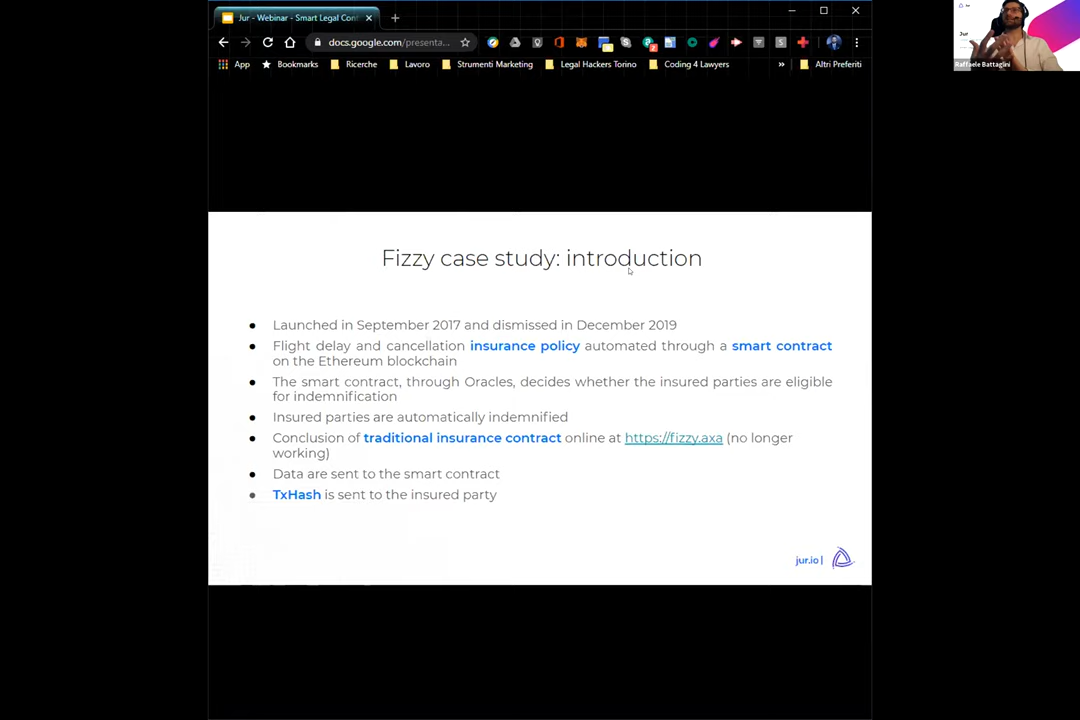 Jur - Webinar - Smart Legal Con
docs.google.com/presenta...
App
Bookmarks
Ricerche
Lavoro
Strumenti Marketing
Legal Hackers Torino
Coding 4 Lawyers
»
Altri Preferiti
Jur
Jur
Raffaele Battaglini
Fizzy case study: introduction
● Launched in September 2017 and dismissed in December 2019
● Flight delay and cancellation insurance policy automated through a smart contract
on the Ethereum blockchain
● The smart contract, through Oracles, decides whether the insured parties are eligible
for indemnification
● Insured parties are automatically indemnified
● Conclusion of traditional insurance contract online at https://fizzy.axa (no longer
working)
● Data are sent to the smart contract
● TxHash is sent to the insured party
jur.io |